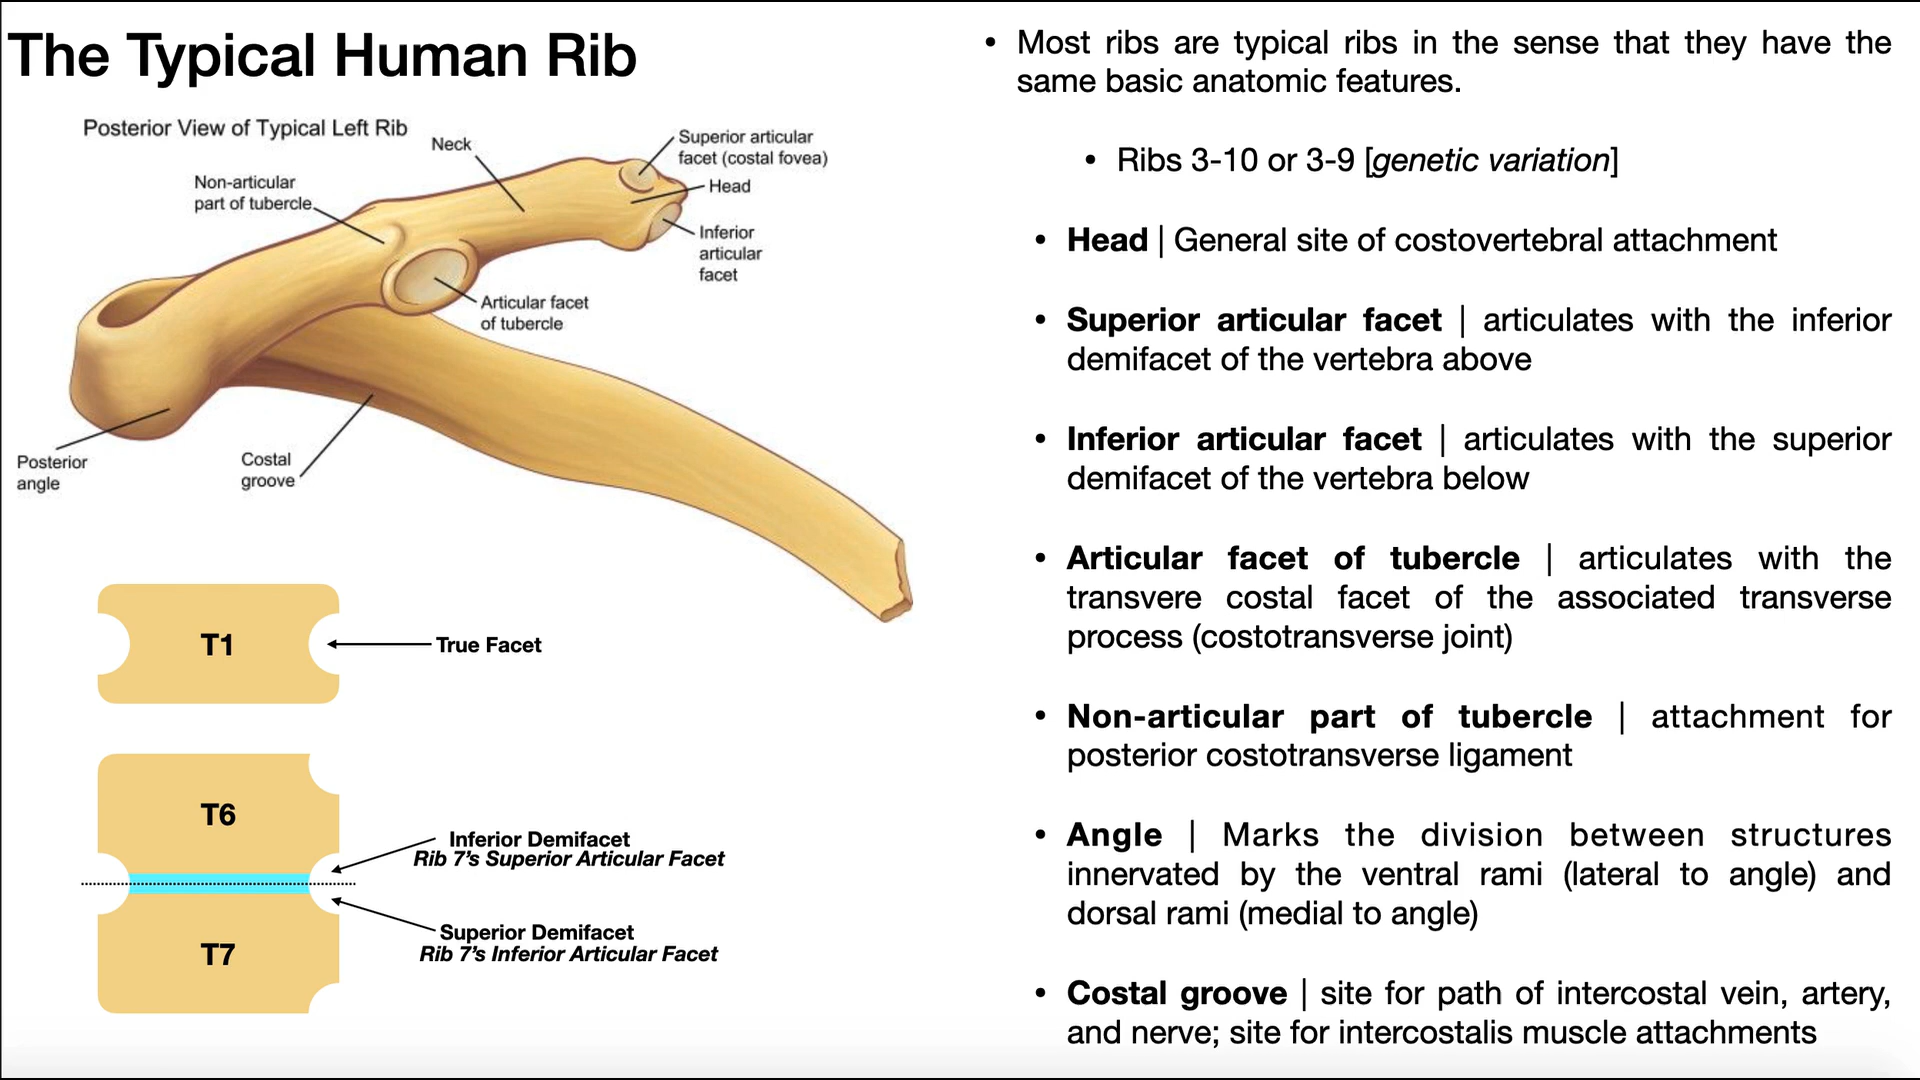 The Typical Human Rib
Posterior View of Typical Left Rib
Neck
Superior articular
facet (costal fovea)
Non-articular
part of tubercle
Head
Inferior
articular
facet
Articular facet
of tubercle
Posterior
angle
Costal
groove
T1
True Facet
T6
Inferior Demifacet
Rib 7’s Superior Articular Facet
Superior Demifacet
Rib 7’s Inferior Articular Facet
T7
• Most ribs are typical ribs in the sense that they have the
same basic anatomic features.
• Ribs 3-10 or 3-9 [genetic variation]
• Head | General site of costovertebral attachment
• Superior articular facet | articulates with the inferior
demifacet of the vertebra above
• Inferior articular facet | articulates with the superior
demifacet of the vertebra below
• Articular facet of tubercle | articulates with the
transvere costal facet of the associated transverse
process (costotransverse joint)
• Non-articular part of tubercle | attachment for
posterior costotransverse ligament
• Angle | Marks the division between structures
innervated by the ventral rami (lateral to angle) and
dorsal rami (medial to angle)
• Costal groove | site for path of intercostal vein, artery,
and nerve; site for intercostalis muscle attachments